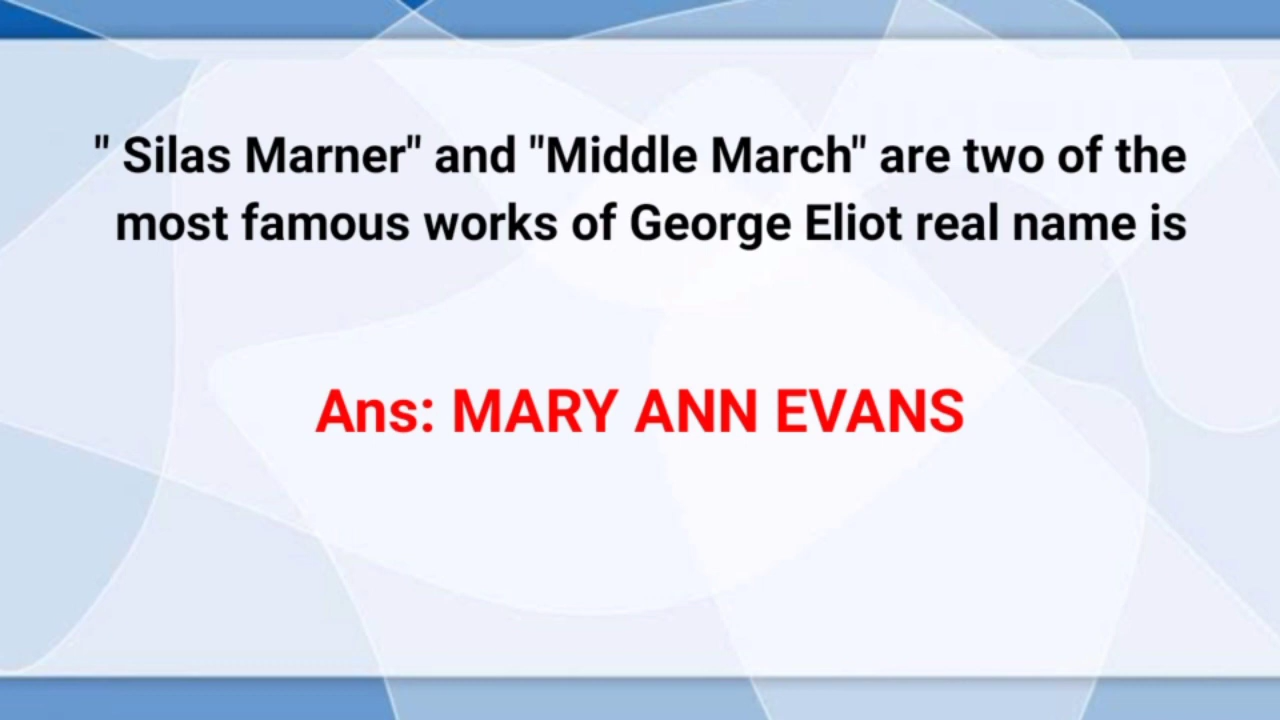 " Silas Marner" and "Middle March" are two of the
most famous works of George Eliot real name is
Ans: MARY ANN EVANS